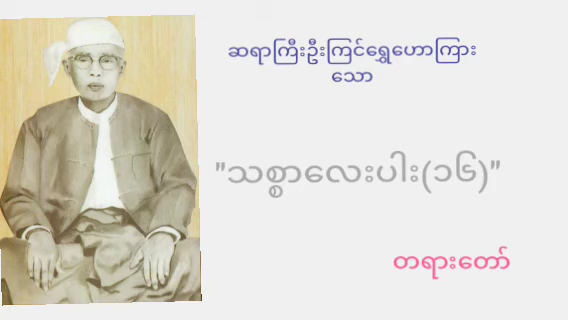 ဆရာကြီးဦးကြင်ရွှေဟောကြား
သော
"သစ္စာလေးပါး(၁၆)"
တရားတော်